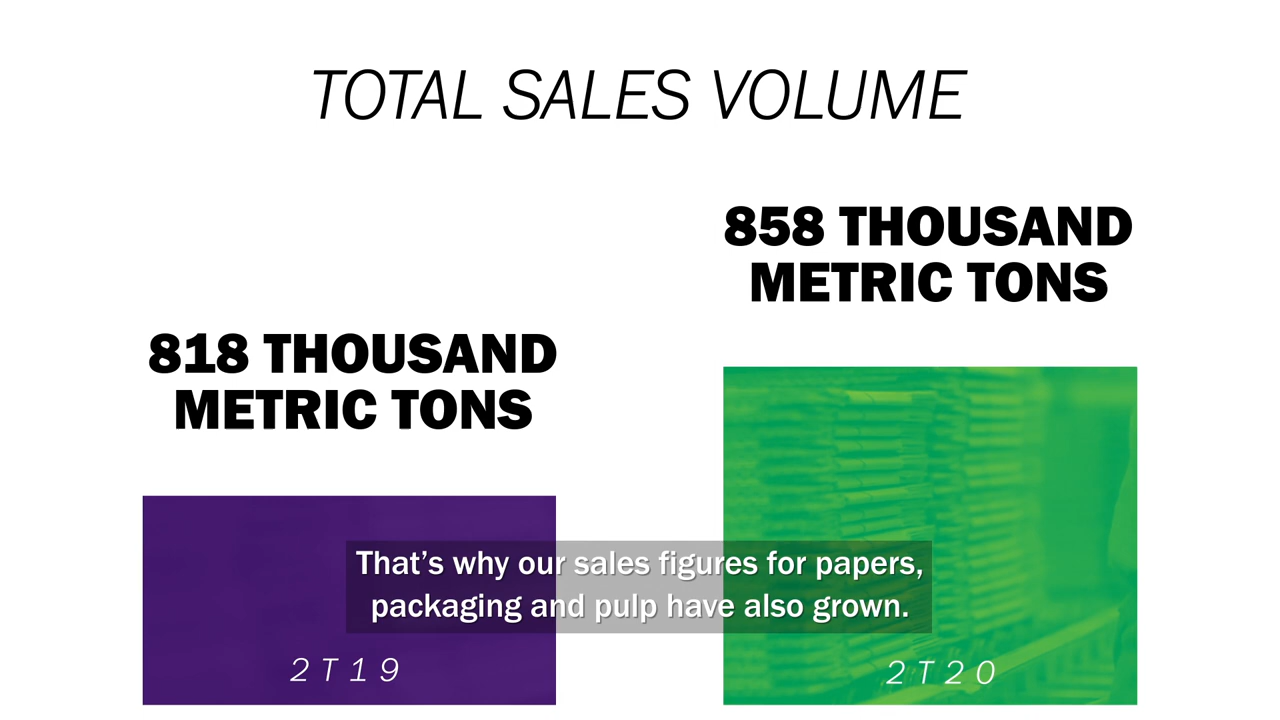 TOTAL SALES VOLUME
858 THOUSAND
METRIC TONS
818 THOUSAND
METRIC TONS
That's why our sales figures for papers,
packaging and pulp have also grown.
2T19
2T20